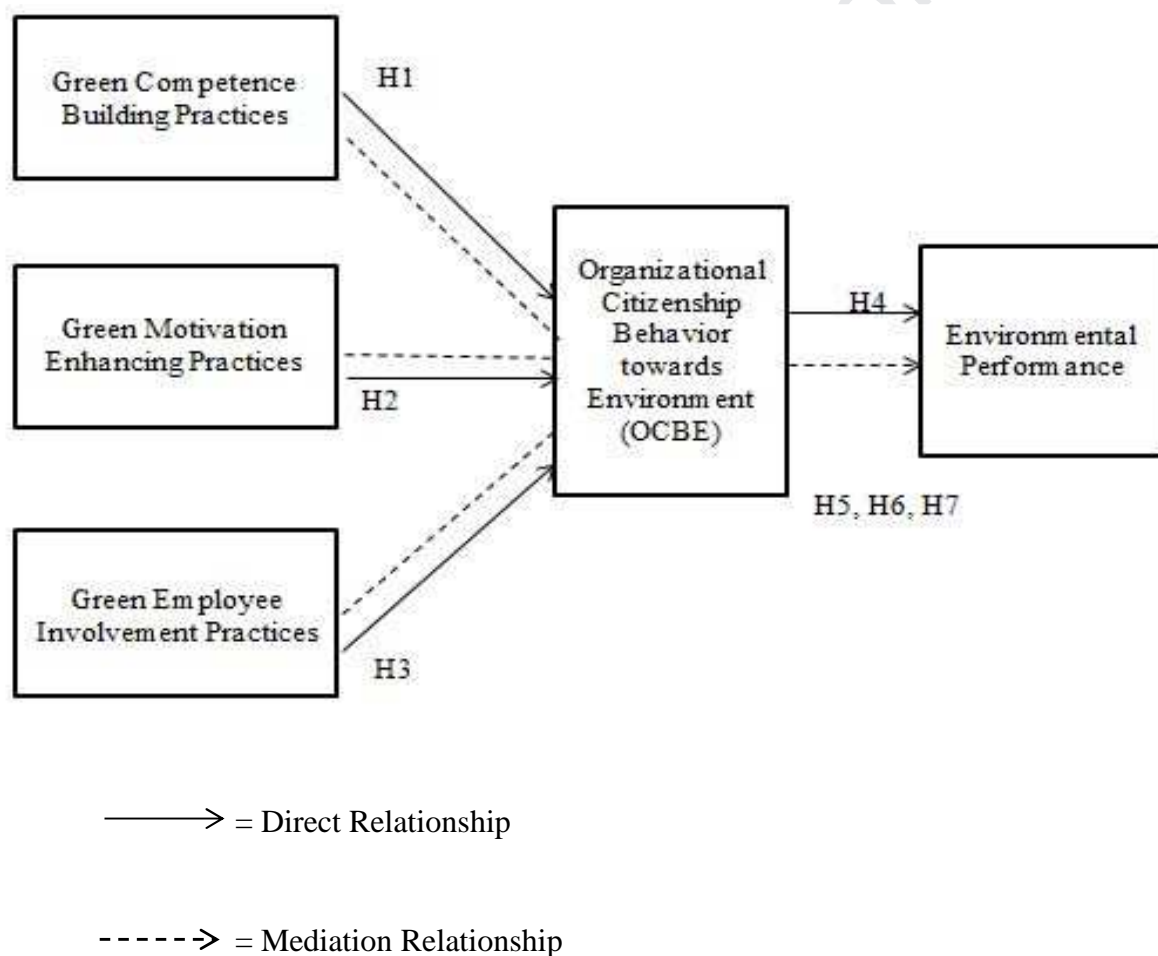 Green Competence
Building Practices
H1
Green Motivation
Enhancing Practices
H2
Green Employee
Involvement Practices
H3
Organizational
Citizenship
Behavior
towards
Environment
(OCBE)
H4
Environmental
Performance
H5, H6, H7
= Direct Relationship
= Mediation Relationship